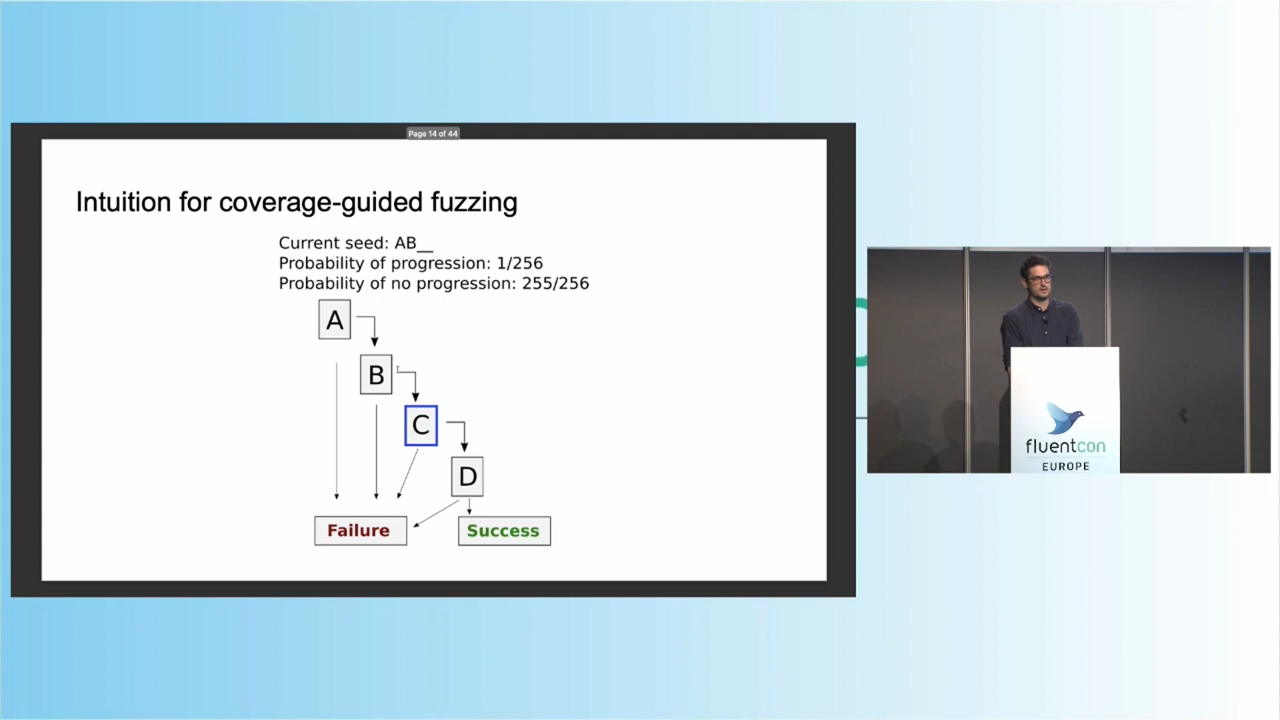 Page 14 of 44
Intuition for coverage-guided fuzzing
Current seed: AB__
Probability of progression: 1/256
Probability of no progression: 255/256
A
B
C
D
Failure
Success
fluentcon
EUROPE